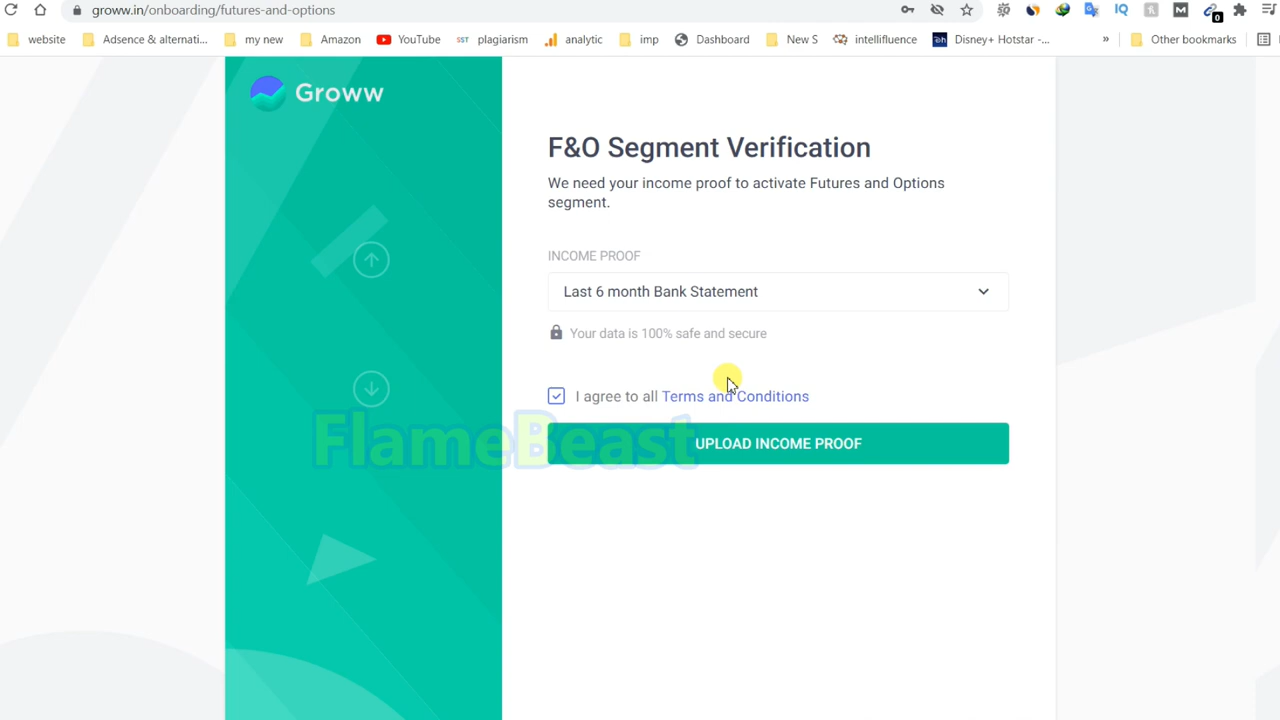 groww.in/onboarding/futures-and-options
website
Adsence & alternati...
my new
Amazon
YouTube
SST plagiarism
analytic
imp
Dashboard
New S
intellifluence
Disney+ Hotstar -...
»
Other bookmarks
Groww
F&O Segment Verification
We need your income proof to activate Futures and Options
segment.
INCOME PROOF
Last 6 month Bank Statement
Your data is 100% safe and secure
I agree to all Terms and Conditions
FlameBeast
UPLOAD INCOME PROOF